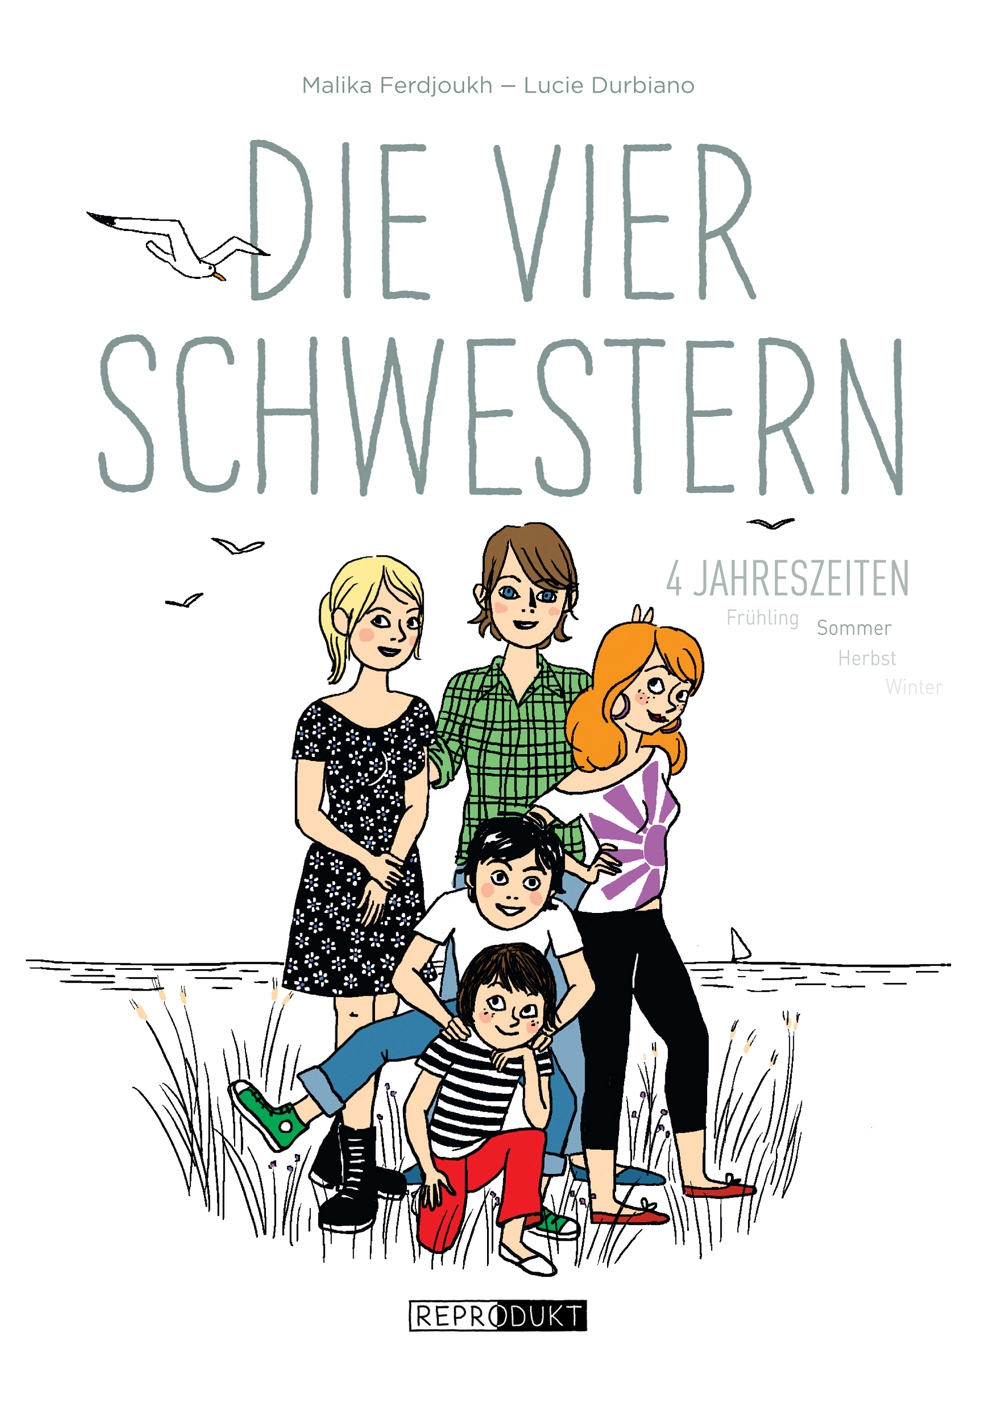 Malika Ferdjoukh – Lucie Durbiano
DIE VIER
SCHWESTERN
4 JAHRESZEITEN
Frühling
Sommer
Herbst
Winter
REPRODUKT